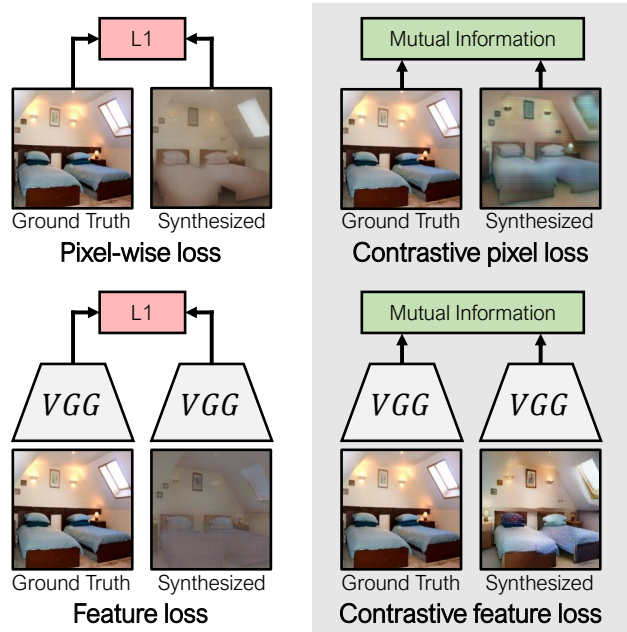 L1
Ground Truth Synthesized
Pixel-wise loss
Mutual Information
Ground Truth Synthesized
Contrastive pixel loss
L1
VGG VGG
Ground Truth Synthesized
Feature loss
Mutual Information
VGG VGG
Ground Truth Synthesized
Contrastive feature loss